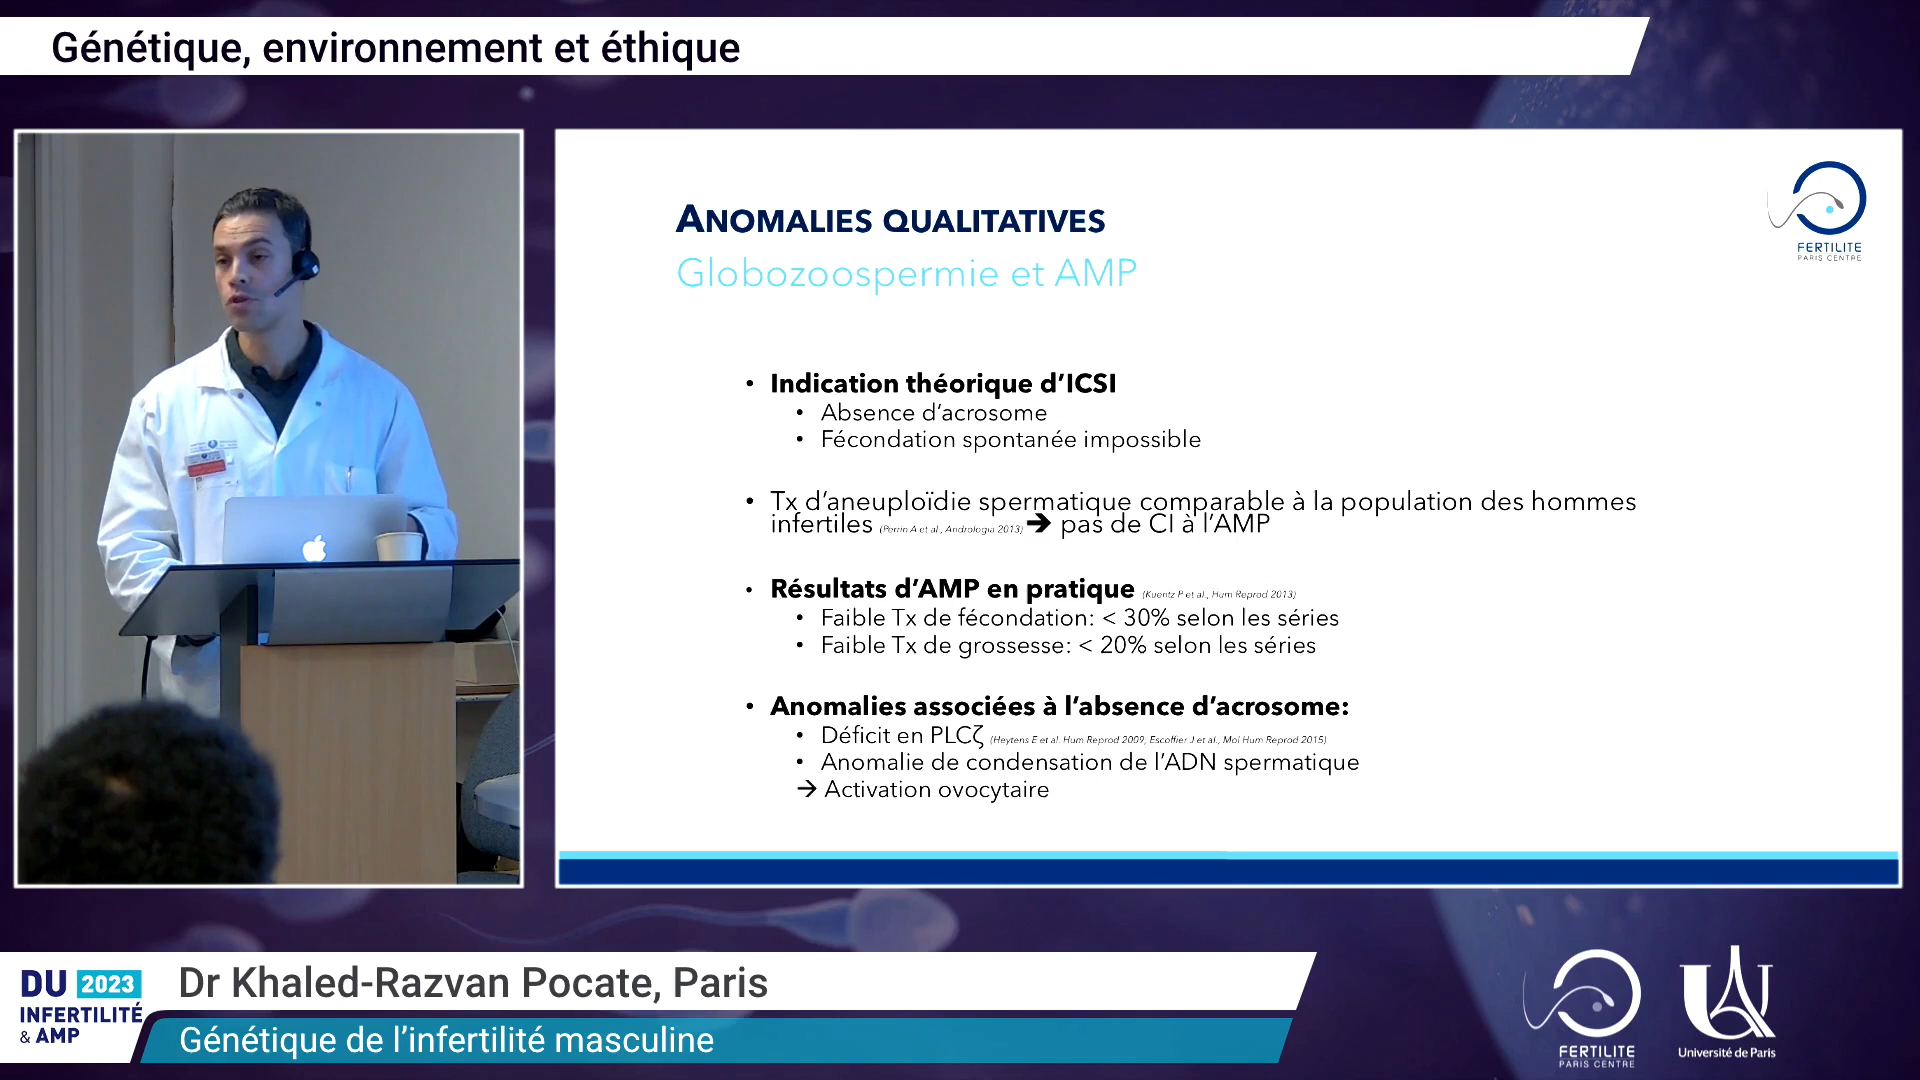 Génétique, environnement et éthique
ANOMALIES QUALITATIVES
Globozoospermie et AMP
FERTILITE
PARIS CENTRE
• Indication théorique d’ICSI
• Absence d’acrosome
• Fécondation spontanée impossible
• Tx d’aneuploïdie spermatique comparable à la population des hommes
infertiles (Perrin A et al., Andrologia 2013) ➔ pas de CI à l’AMP
• Résultats d’AMP en pratique (Kuentz P et al., Hum Reprod 2013)
• Faible Tx de fécondation: < 30% selon les séries
• Faible Tx de grossesse: < 20% selon les séries
• Anomalies associées à l’absence d’acrosome:
• Déficit en PLCζ (Heytens E et al. Hum Reprod 2009; Escoffier J et al., Mol Hum Reprod 2015)
• Anomalie de condensation de l’ADN spermatique
→ Activation ovocytaire
DU 2023
INFERTILITÉ
& AMP
Dr Khaled-Razvan Pocate, Paris
Génétique de l’infertilité masculine
FERTILITE
PARIS CENTRE
Université de Paris